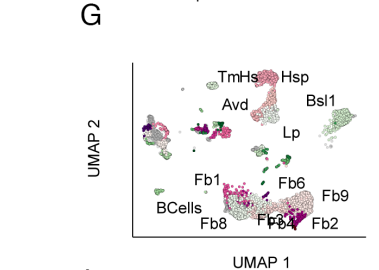 G
TmHs Hsp
Avd
Bsl1
Lp
Fb1
Fb6
Fb9
BCells
Fb8
Fb3
Fb4
Fb2
UMAP 2
UMAP 1